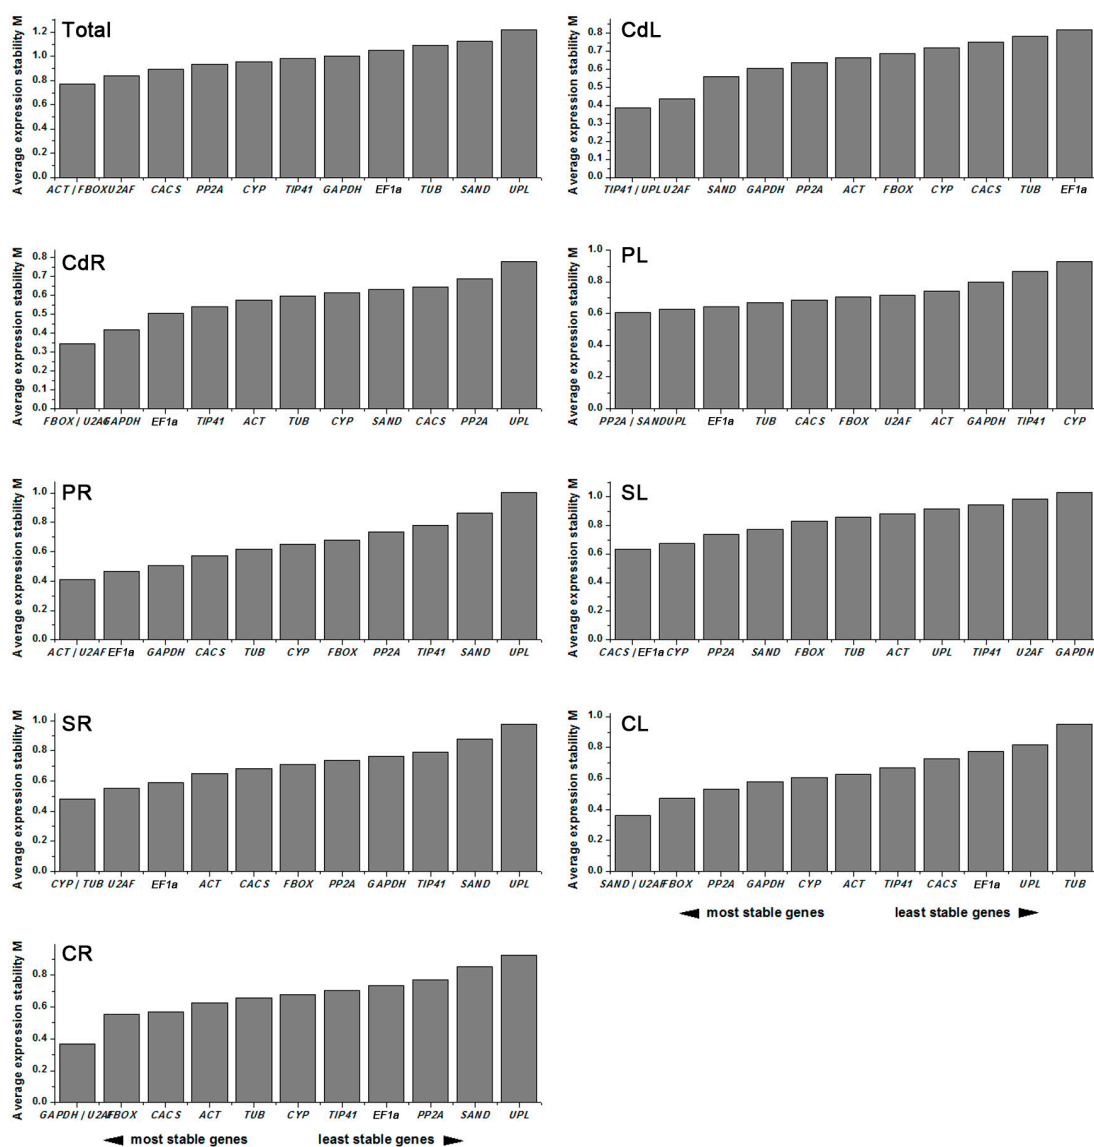 Total
Average expression stability M
1.2
1.0
0.8
0.6
0.4
0.2
0.0
ACT / FBOX U2AF CACS PP2A CYP TIP41 GAPDH EF1a TUB SAND UPL
CdL
Average expression stability M
0.8
0.7
0.6
0.5
0.4
0.3
0.2
0.1
0.0
TIP41 / UPL U2AF SAND GAPDH PP2A ACT FBOX CYP CACS TUB EF1a
CdR
Average expression stability M
0.8
0.7
0.6
0.5
0.4
0.3
0.2
0.1
0.0
FBOX / U2AF GAPDH EF1a TIP41 ACT TUB CYP SAND CACS PP2A UPL
PL
Average expression stability M
1.0
0.8
0.6
0.4
0.2
0.0
PP2A / SAND UPL EF1a TUB CACS FBOX U2AF ACT GAPDH TIP41 CYP
PR
Average expression stability M
1.0
0.8
0.6
0.4
0.2
0.0
ACT / U2AF EF1a GAPDH CACS TUB CYP FBOX PP2A TIP41 SAND UPL
SL
Average expression stability M
1.0
0.8
0.6
0.4
0.2
0.0
CACS / EF1a CYP PP2A SAND FBOX TUB ACT UPL TIP41 U2AF GAPDH
SR
Average expression stability M
1.0
0.8
0.6
0.4
0.2
0.0
CYP / TUB U2AF EF1a ACT CACS FBOX PP2A GAPDH TIP41 SAND UPL
CL
Average expression stability M
1.0
0.8
0.6
0.4
0.2
0.0
SAND / U2AF FBOX PP2A GAPDH CYP ACT TIP41 CACS EF1a UPL TUB
◄ most stable genes least stable genes ►
CR
Average expression stability M
0.8
0.6
0.4
0.2
0.0
GAPDH / U2AF FBOX CACS ACT TUB CYP TIP41 EF1a PP2A SAND UPL
◄ most stable genes least stable genes ►